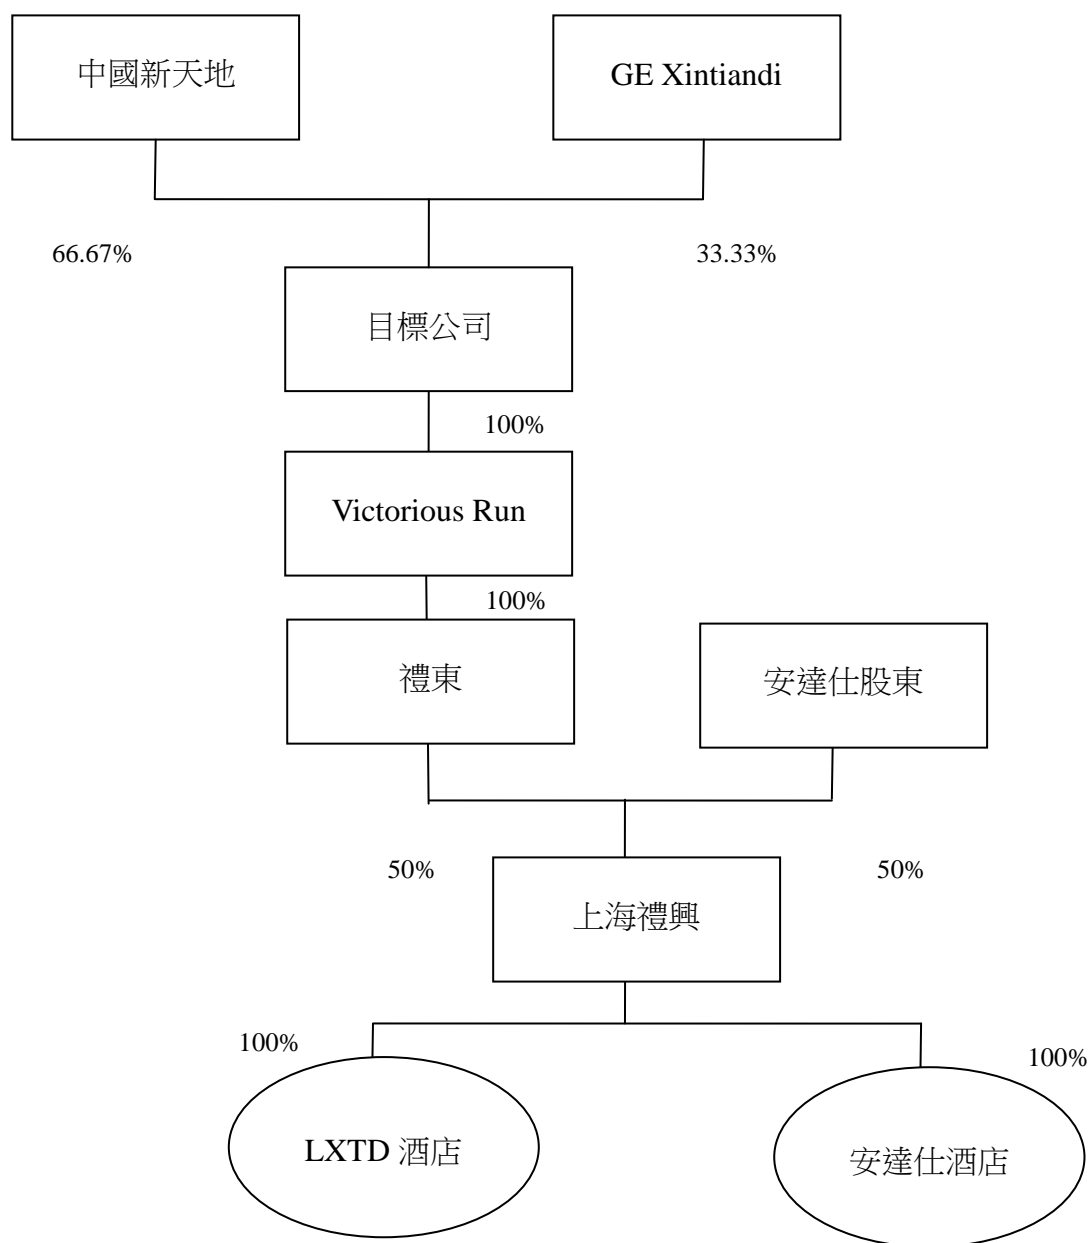 中國新天地
GE Xintiandi
66.67%
33.33%
目標公司
100%
Victorious Run
100%
禮東
安達仕股東
50%
50%
上海禮興
100%
100%
LXTD 酒店
安達仕酒店